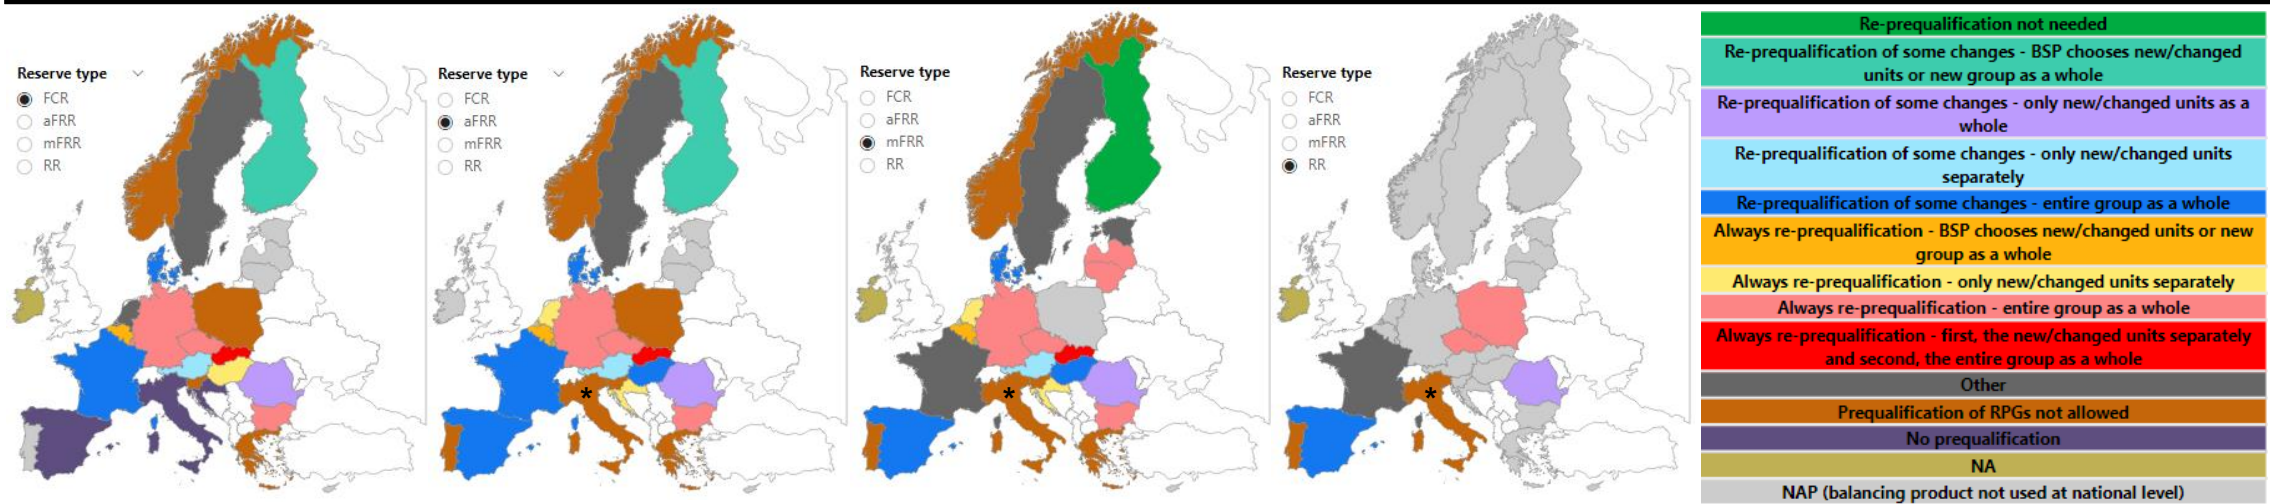 Reserve type
FCR
aFRR
mFRR
RR
Reserve type
FCR
aFRR
mFRR
RR
*
Reserve type
FCR
aFRR
mFRR
RR
*
Reserve type
FCR
aFRR
mFRR
RR
*
Re-prequalification not needed
Re-prequalification of some changes - BSP chooses new/changed
units or new group as a whole
Re-prequalification of some changes - only new/changed units as a
whole
Re-prequalification of some changes - only new/changed units
separately
Re-prequalification of some changes - entire group as a whole
Always re-prequalification - BSP chooses new/changed units or new
group as a whole
Always re-prequalification - only new/changed units separately
Always re-prequalification - entire group as a whole
Always re-prequalification - first, the new/changed units separately
and second, the entire group as a whole
Other
Prequalification of RPGs not allowed
No prequalification
NA
NAP (balancing product not used at national level)